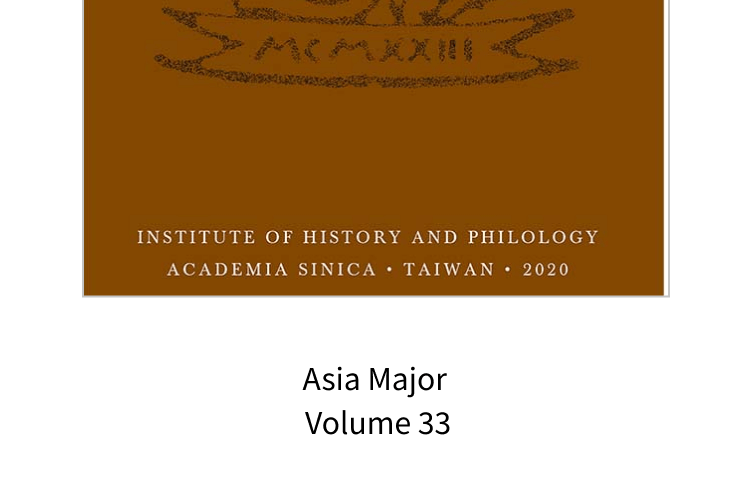 MCMXXIII
INSTITUTE OF HISTORY AND PHILOLOGY
ACADEMIA SINICA • TAIWAN • 2020
Asia Major
Volume 33